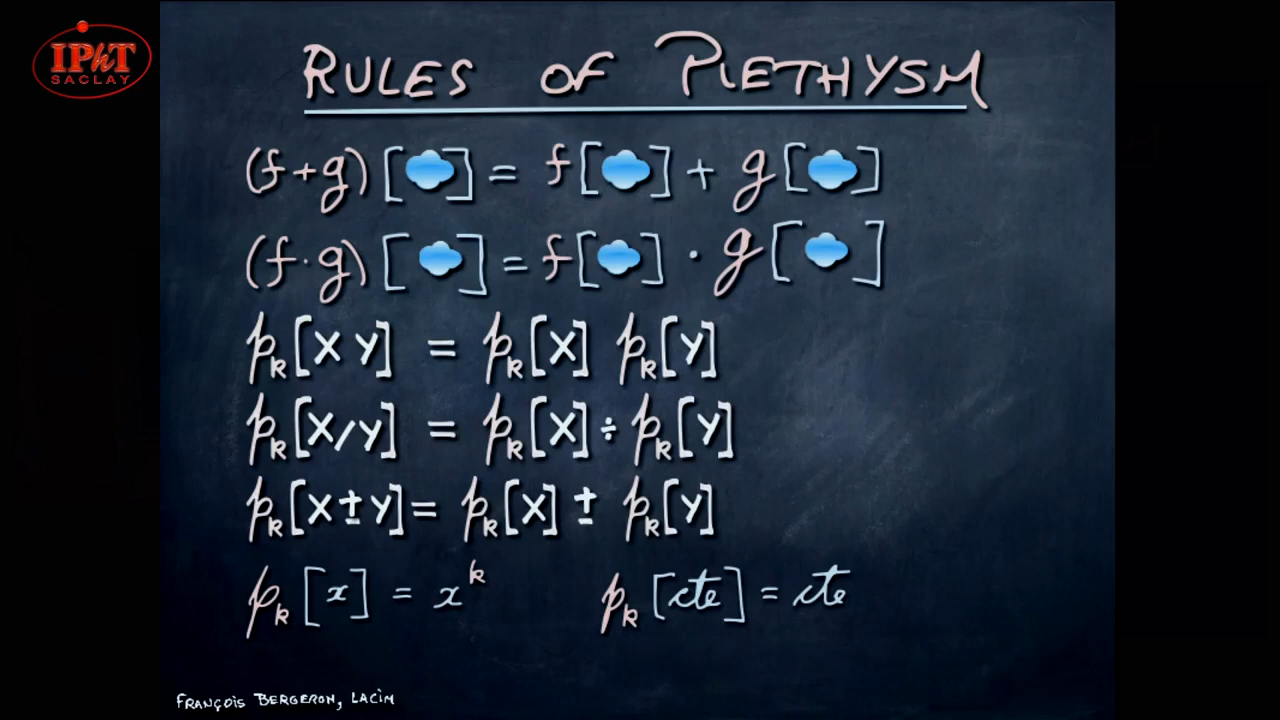 IPhT
SACLAY
RULES OF PLETHYSM
(f+g)[☁] = f[☁] + g[☁]
(f·g)[☁] = f[☁] · g[☁]
pₖ[X Y] = pₖ[X] pₖ[Y]
pₖ[X/Y] = pₖ[X] ÷ pₖ[Y]
pₖ[X±Y] = pₖ[X] ± pₖ[Y]
pₖ[x] = xᵏ pₖ[cte] = cte
FRANÇOIS BERGERON, LACIM